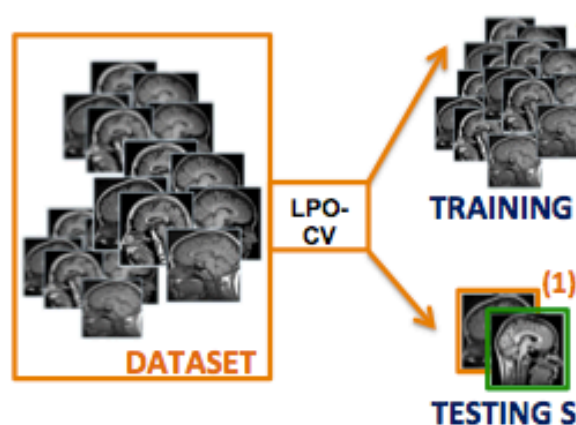 LPO-
CV
TRAINING
(1)
DATASET
TESTING S